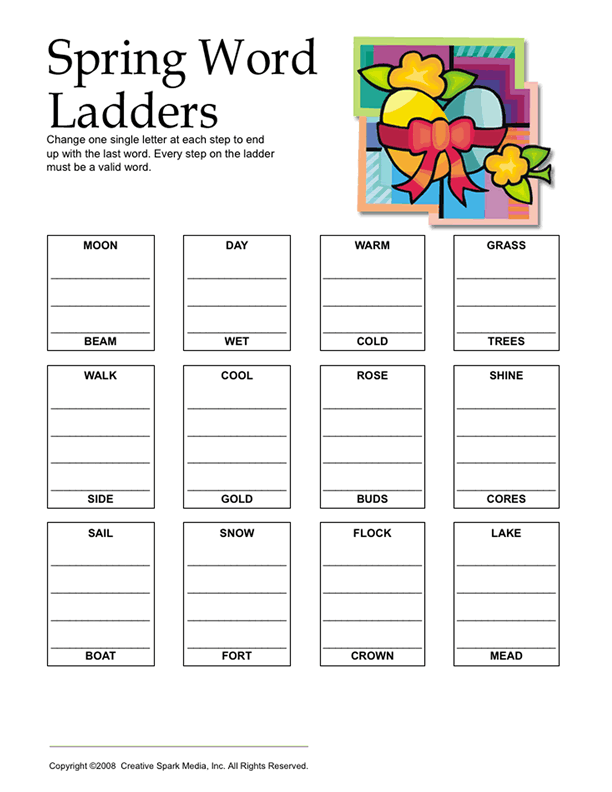 Spring Word
Ladders
Change one single letter at each step to end
up with the last word. Every step on the ladder
must be a valid word.
MOON
BEAM
DAY
WET
WARM
COLD
GRASS
TREES
WALK
SIDE
COOL
GOLD
ROSE
BUDS
SHINE
CORES
SAIL
BOAT
SNOW
FORT
FLOCK
CROWN
LAKE
MEAD
Copyright ©2008 Creative Spark Media, Inc. All Rights Reserved.